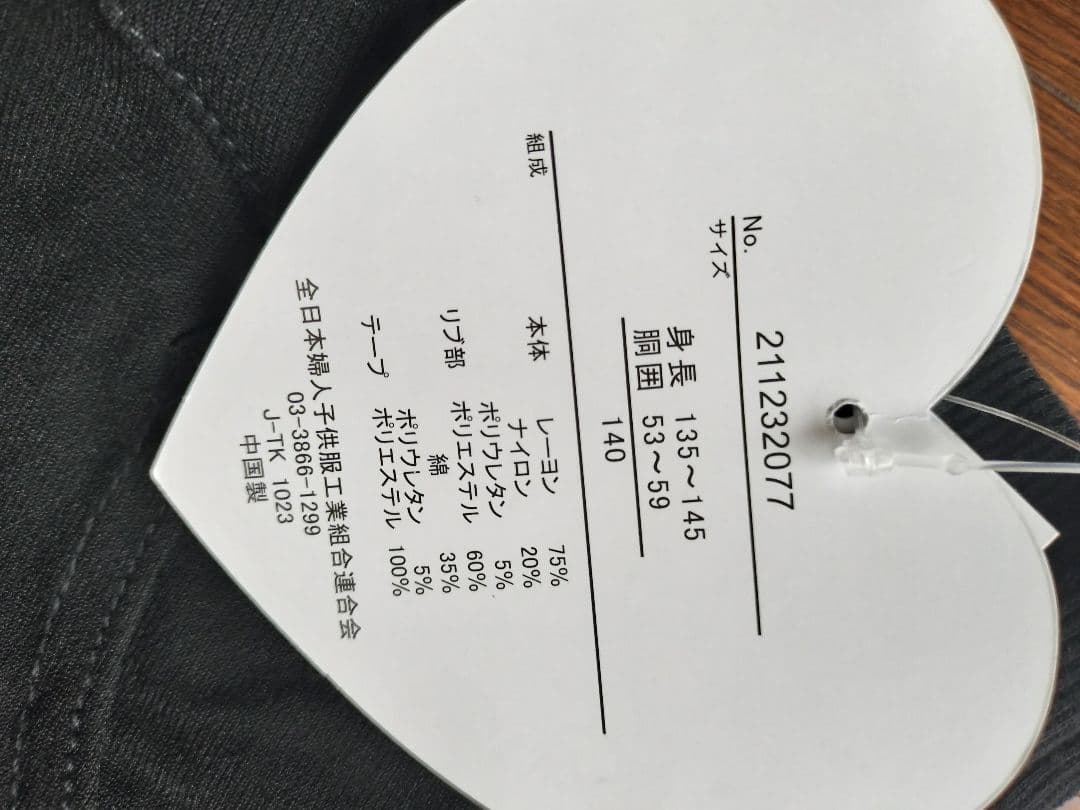 No. 211232077
サイズ
身長 135～145
胴囲 53～59
140
組成 本体 レーヨン 75%
ナイロン 20%
ポリウレタン 5%
リブ部 ポリエステル 60%
綿 35%
ポリウレタン 5%
テープ ポリエステル 100%
全日本婦人子供服工業組合連合会
03-3866-1299
J-TK 1023
中国製